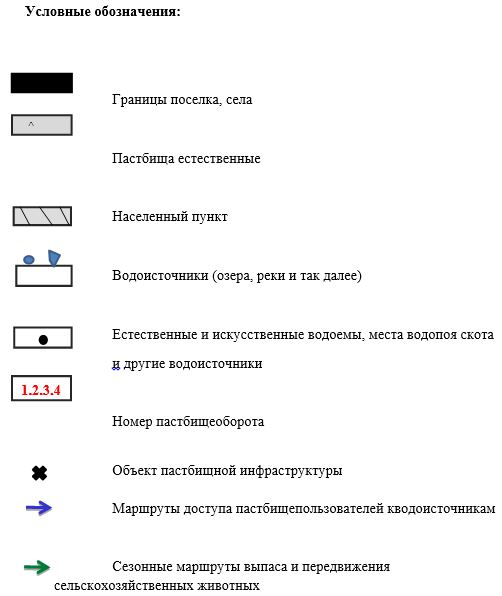 Условные обозначения:
Границы поселка, села
^
Пастбища естественные
Населенный пункт
Водоисточники (озера, реки и так далее)
Естественные и искусственные водоемы, места водопоя скота
и другие водоисточники
1.2.3.4
Номер пастбищеоборота
Объект пастбищной инфраструктуры
Маршруты доступа пастбищепользователей кводоисточникам
Сезонные маршруты выпаса и передвижения
сельскохозяйственных животных